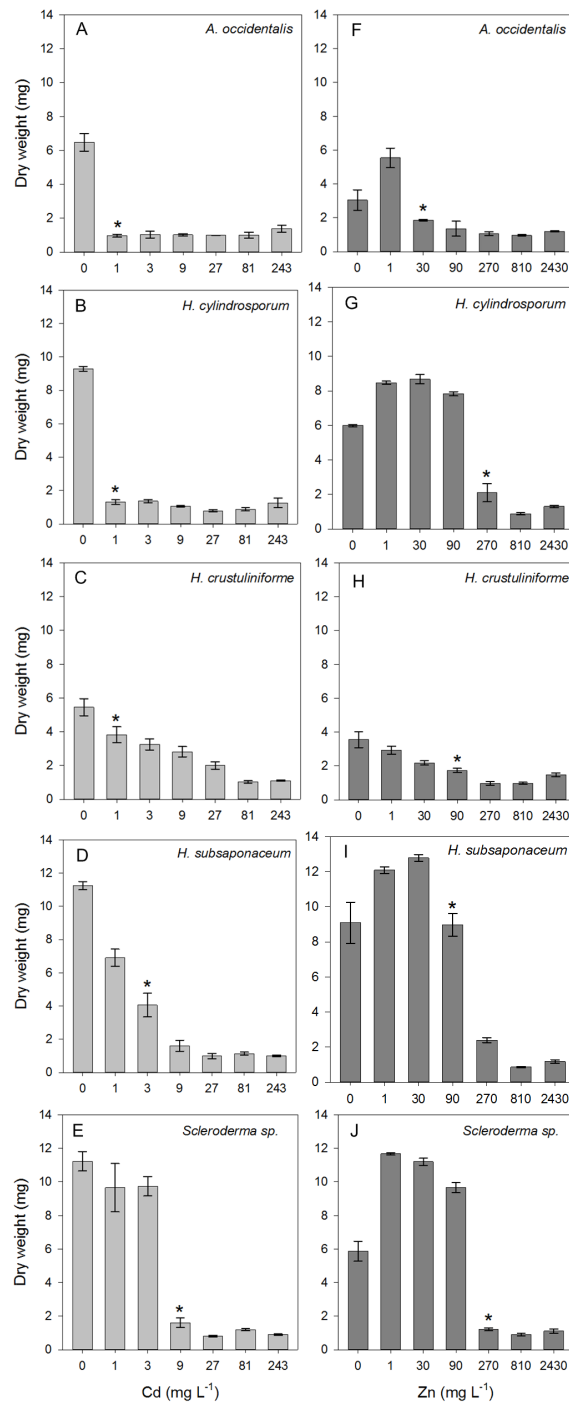 A
A. occidentalis
Dry weight (mg)
14
12
10
8
6
4
2
0
*
0 1 3 9 27 81 243
F
A. occidentalis
14
12
10
8
6
4
2
0
*
0 1 30 90 270 810 2430
B
H. cylindrosporum
Dry weight (mg)
14
12
10
8
6
4
2
0
*
0 1 3 9 27 81 243
G
H. cylindrosporum
14
12
10
8
6
4
2
0
*
0 1 30 90 270 810 2430
C
H. crustuliniforme
Dry weight (mg)
14
12
10
8
6
4
2
0
*
0 1 3 9 27 81 243
H
H. crustuliniforme
14
12
10
8
6
4
2
0
*
0 1 30 90 270 810 2430
D
H. subsaponaceum
Dry weight (mg)
14
12
10
8
6
4
2
0
*
0 1 3 9 27 81 243
I
H. subsaponaceum
14
12
10
8
6
4
2
0
*
0 1 30 90 270 810 2430
E
Scleroderma sp.
Dry weight (mg)
14
12
10
8
6
4
2
0
*
0 1 3 9 27 81 243
Cd (mg L⁻¹)
J
Scleroderma sp.
14
12
10
8
6
4
2
0
*
0 1 30 90 270 810 2430
Zn (mg L⁻¹)